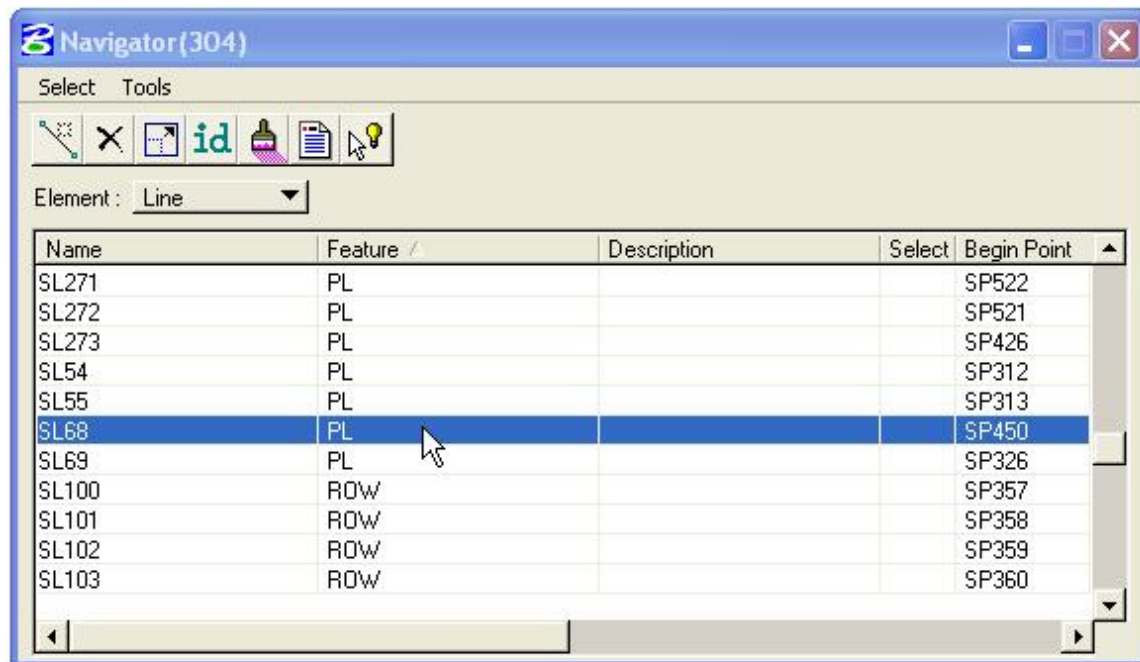 Navigator(304)
Select Tools
id
Element : Line
Name Feature Description Select Begin Point
SL271 PL SP522
SL272 PL SP521
SL273 PL SP426
SL54 PL SP312
SL55 PL SP313
SL68 PL SP450
SL69 PL SP326
SL100 ROW SP357
SL101 ROW SP358
SL102 ROW SP359
SL103 ROW SP360